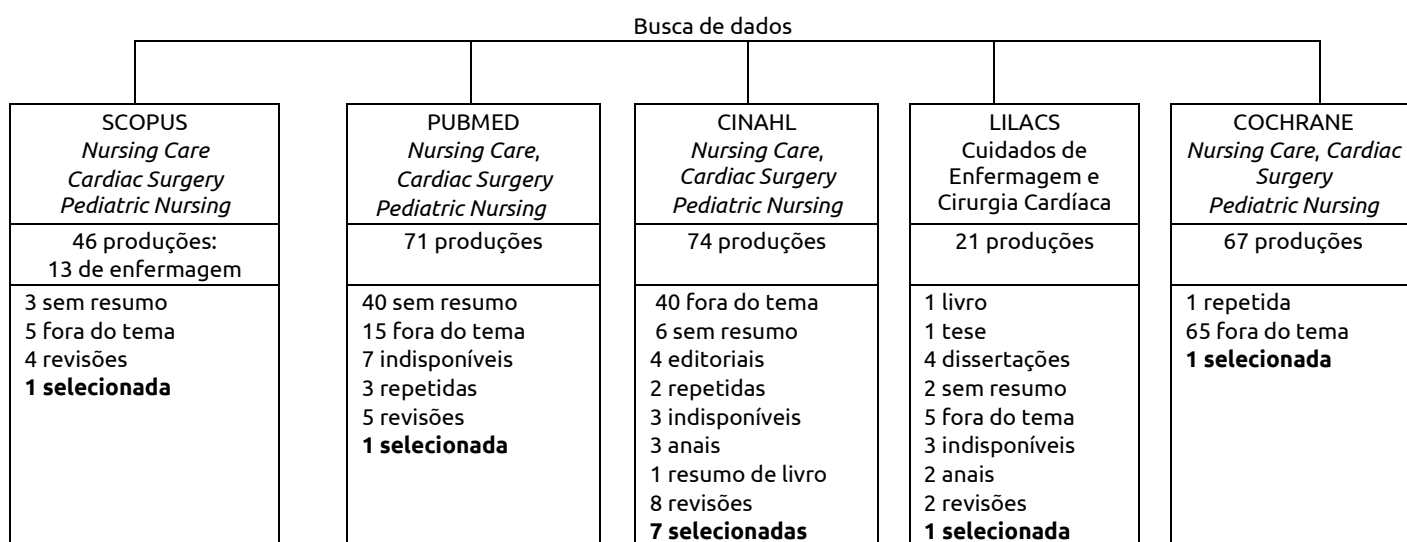 Busca de dados
SCOPUS
Nursing Care
Cardiac Surgery
Pediatric Nursing
46 produções:
13 de enfermagem
3 sem resumo
5 fora do tema
4 revisões
1 selecionada
PUBMED
Nursing Care,
Cardiac Surgery
Pediatric Nursing
71 produções
40 sem resumo
15 fora do tema
7 indisponíveis
3 repetidas
5 revisões
1 selecionada
CINAHL
Nursing Care,
Cardiac Surgery
Pediatric Nursing
74 produções
40 fora do tema
6 sem resumo
4 editoriais
2 repetidas
3 indisponíveis
3 anais
1 resumo de livro
8 revisões
7 selecionadas
LILACS
Cuidados de
Enfermagem e
Cirurgia Cardíaca
21 produções
1 livro
1 tese
4 dissertações
2 sem resumo
5 fora do tema
3 indisponíveis
2 anais
2 revisões
1 selecionada
COCHRANE
Nursing Care, Cardiac
Surgery
Pediatric Nursing
67 produções
1 repetida
65 fora do tema
1 selecionada